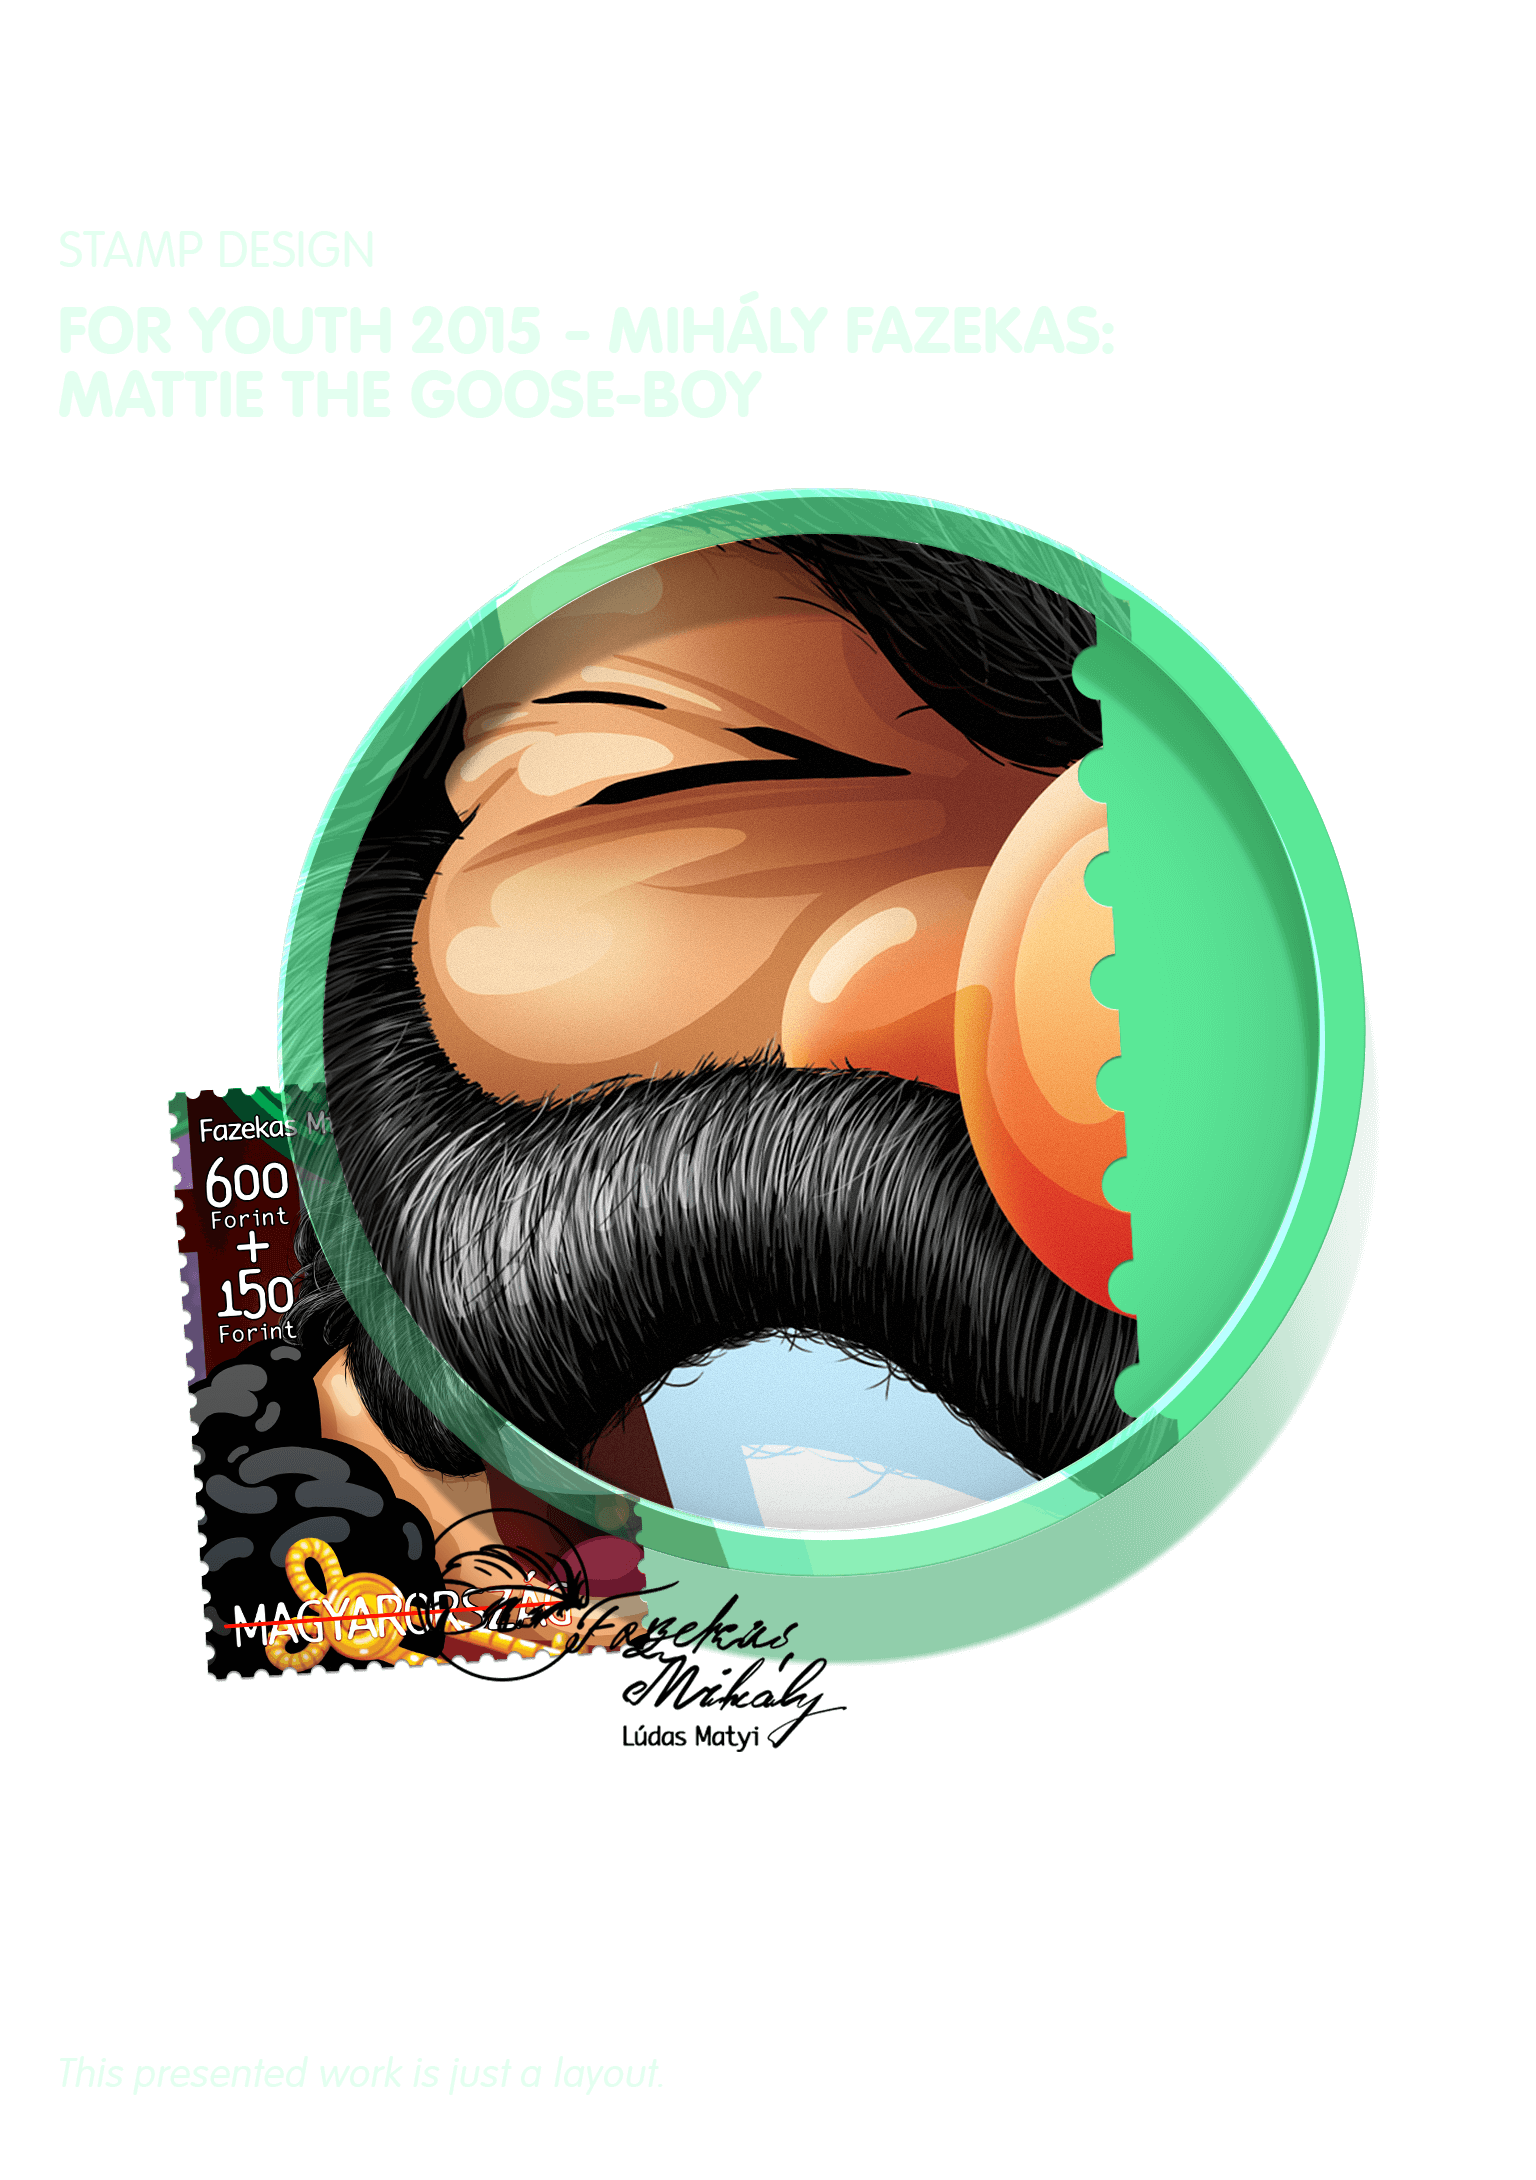 STAMP DESIGN
FOR YOUTH 2015 - MIHÁLY FAZEKAS:
MATTIE THE GOOSE-BOY
Fazekas Mi
600
Forint
+
150
Forint
MAGYARORSZÁG
Fazekas
Mihály
Lúdas Matyi
This presented work is just a layout.